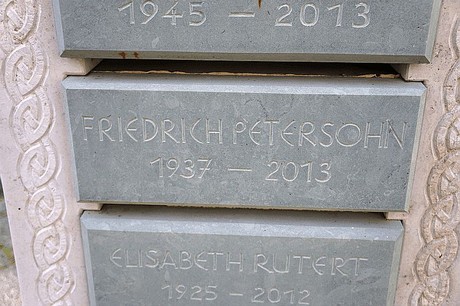 1945 – 2013
FRIEDRICH PETERSOHN
1937 – 2013
ELISABETH RUTERT
1925 – 2012